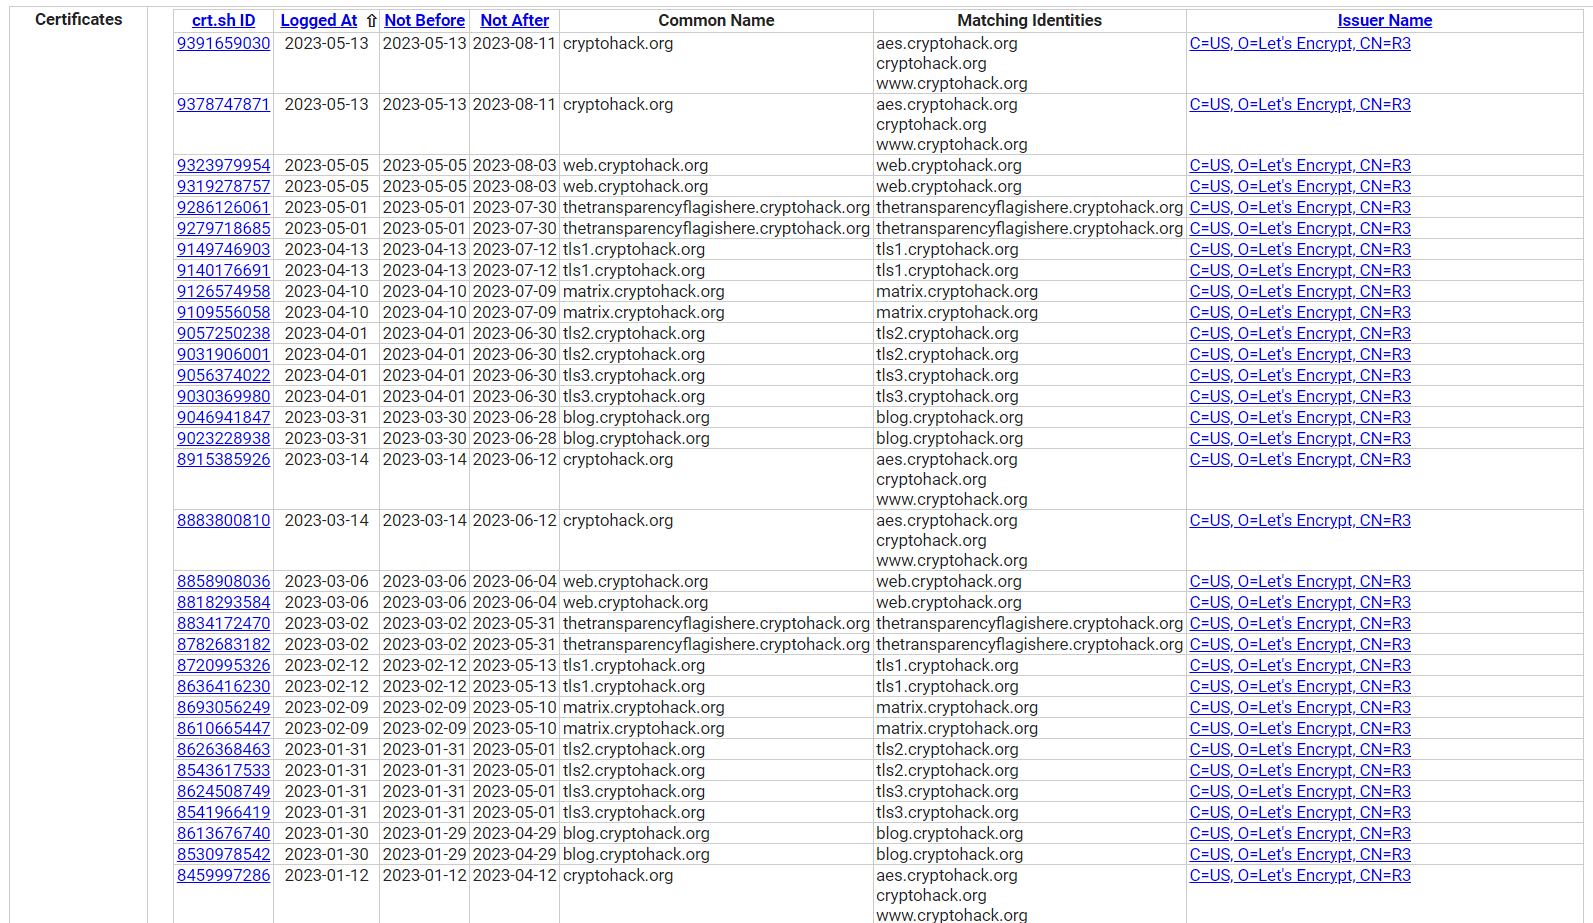 Certificates
crt.sh ID Logged At ⇧ Not Before Not After Common Name Matching Identities Issuer Name
9391659030 2023-05-13 2023-05-13 2023-08-11 cryptohack.org aes.cryptohack.org C=US, O=Let's Encrypt, CN=R3
cryptohack.org
www.cryptohack.org
9378747871 2023-05-13 2023-05-13 2023-08-11 cryptohack.org aes.cryptohack.org C=US, O=Let's Encrypt, CN=R3
cryptohack.org
www.cryptohack.org
9323979954 2023-05-05 2023-05-05 2023-08-03 web.cryptohack.org web.cryptohack.org C=US, O=Let's Encrypt, CN=R3
9319278757 2023-05-05 2023-05-05 2023-08-03 web.cryptohack.org web.cryptohack.org C=US, O=Let's Encrypt, CN=R3
9286126061 2023-05-01 2023-05-01 2023-07-30 thetransparencyflagishere.cryptohack.org thetransparencyflagishere.cryptohack.org C=US, O=Let's Encrypt, CN=R3
9279718685 2023-05-01 2023-05-01 2023-07-30 thetransparencyflagishere.cryptohack.org thetransparencyflagishere.cryptohack.org C=US, O=Let's Encrypt, CN=R3
9149746903 2023-04-13 2023-04-13 2023-07-12 tls1.cryptohack.org tls1.cryptohack.org C=US, O=Let's Encrypt, CN=R3
9140176691 2023-04-13 2023-04-13 2023-07-12 tls1.cryptohack.org tls1.cryptohack.org C=US, O=Let's Encrypt, CN=R3
9126574958 2023-04-10 2023-04-10 2023-07-09 matrix.cryptohack.org matrix.cryptohack.org C=US, O=Let's Encrypt, CN=R3
9109556058 2023-04-10 2023-04-10 2023-07-09 matrix.cryptohack.org matrix.cryptohack.org C=US, O=Let's Encrypt, CN=R3
9057250238 2023-04-01 2023-04-01 2023-06-30 tls2.cryptohack.org tls2.cryptohack.org C=US, O=Let's Encrypt, CN=R3
9031906001 2023-04-01 2023-04-01 2023-06-30 tls2.cryptohack.org tls2.cryptohack.org C=US, O=Let's Encrypt, CN=R3
9056374022 2023-04-01 2023-04-01 2023-06-30 tls3.cryptohack.org tls3.cryptohack.org C=US, O=Let's Encrypt, CN=R3
9030369980 2023-04-01 2023-04-01 2023-06-30 tls3.cryptohack.org tls3.cryptohack.org C=US, O=Let's Encrypt, CN=R3
9046941847 2023-03-31 2023-03-30 2023-06-28 blog.cryptohack.org blog.cryptohack.org C=US, O=Let's Encrypt, CN=R3
9023228938 2023-03-31 2023-03-30 2023-06-28 blog.cryptohack.org blog.cryptohack.org C=US, O=Let's Encrypt, CN=R3
8915385926 2023-03-14 2023-03-14 2023-06-12 cryptohack.org aes.cryptohack.org C=US, O=Let's Encrypt, CN=R3
cryptohack.org
www.cryptohack.org
8883800810 2023-03-14 2023-03-14 2023-06-12 cryptohack.org aes.cryptohack.org C=US, O=Let's Encrypt, CN=R3
cryptohack.org
www.cryptohack.org
8858908036 2023-03-06 2023-03-06 2023-06-04 web.cryptohack.org web.cryptohack.org C=US, O=Let's Encrypt, CN=R3
8818293584 2023-03-06 2023-03-06 2023-06-04 web.cryptohack.org web.cryptohack.org C=US, O=Let's Encrypt, CN=R3
8834172470 2023-03-02 2023-03-02 2023-05-31 thetransparencyflagishere.cryptohack.org thetransparencyflagishere.cryptohack.org C=US, O=Let's Encrypt, CN=R3
8782683182 2023-03-02 2023-03-02 2023-05-31 thetransparencyflagishere.cryptohack.org thetransparencyflagishere.cryptohack.org C=US, O=Let's Encrypt, CN=R3
8720995326 2023-02-12 2023-02-12 2023-05-13 tls1.cryptohack.org tls1.cryptohack.org C=US, O=Let's Encrypt, CN=R3
8636416230 2023-02-12 2023-02-12 2023-05-13 tls1.cryptohack.org tls1.cryptohack.org C=US, O=Let's Encrypt, CN=R3
8693056249 2023-02-09 2023-02-09 2023-05-10 matrix.cryptohack.org matrix.cryptohack.org C=US, O=Let's Encrypt, CN=R3
8610665447 2023-02-09 2023-02-09 2023-05-10 matrix.cryptohack.org matrix.cryptohack.org C=US, O=Let's Encrypt, CN=R3
8626368463 2023-01-31 2023-01-31 2023-05-01 tls2.cryptohack.org tls2.cryptohack.org C=US, O=Let's Encrypt, CN=R3
8543617533 2023-01-31 2023-01-31 2023-05-01 tls2.cryptohack.org tls2.cryptohack.org C=US, O=Let's Encrypt, CN=R3
8624508749 2023-01-31 2023-01-31 2023-05-01 tls3.cryptohack.org tls3.cryptohack.org C=US, O=Let's Encrypt, CN=R3
8541966419 2023-01-31 2023-01-31 2023-05-01 tls3.cryptohack.org tls3.cryptohack.org C=US, O=Let's Encrypt, CN=R3
8613676740 2023-01-30 2023-01-29 2023-04-29 blog.cryptohack.org blog.cryptohack.org C=US, O=Let's Encrypt, CN=R3
8530978542 2023-01-30 2023-01-29 2023-04-29 blog.cryptohack.org blog.cryptohack.org C=US, O=Let's Encrypt, CN=R3
8459997286 2023-01-12 2023-01-12 2023-04-12 cryptohack.org aes.cryptohack.org C=US, O=Let's Encrypt, CN=R3
cryptohack.org
www.cryptohack.org